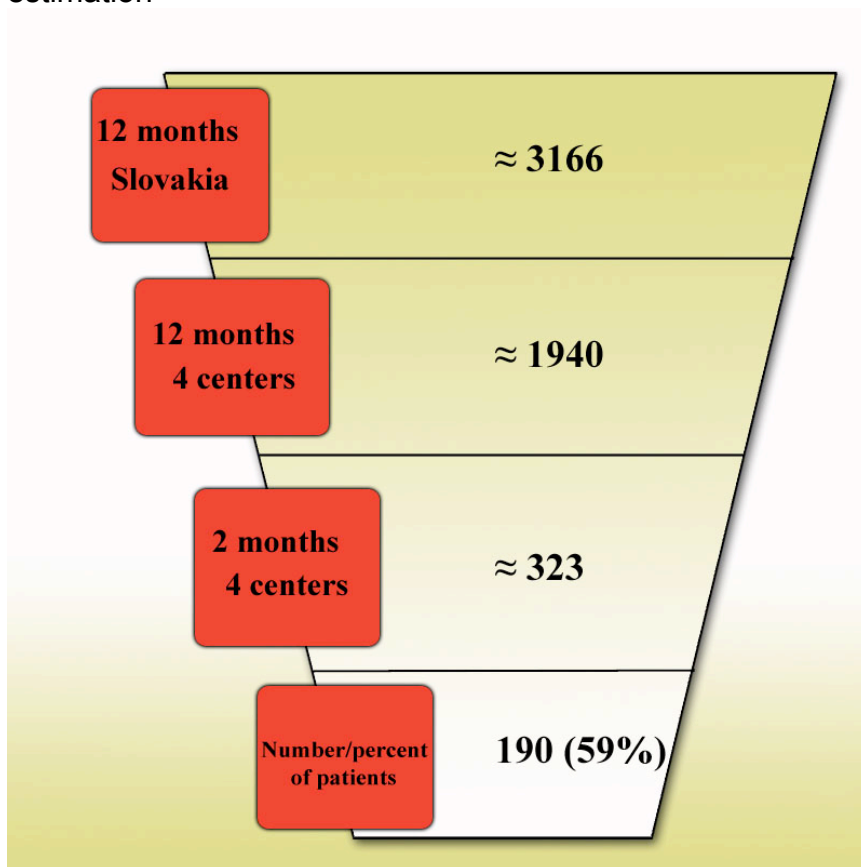 estimation
12 months
Slovakia
≈ 3166
12 months
4 centers
≈ 1940
2 months
4 centers
≈ 323
Number/percent
of patients
190 (59%)